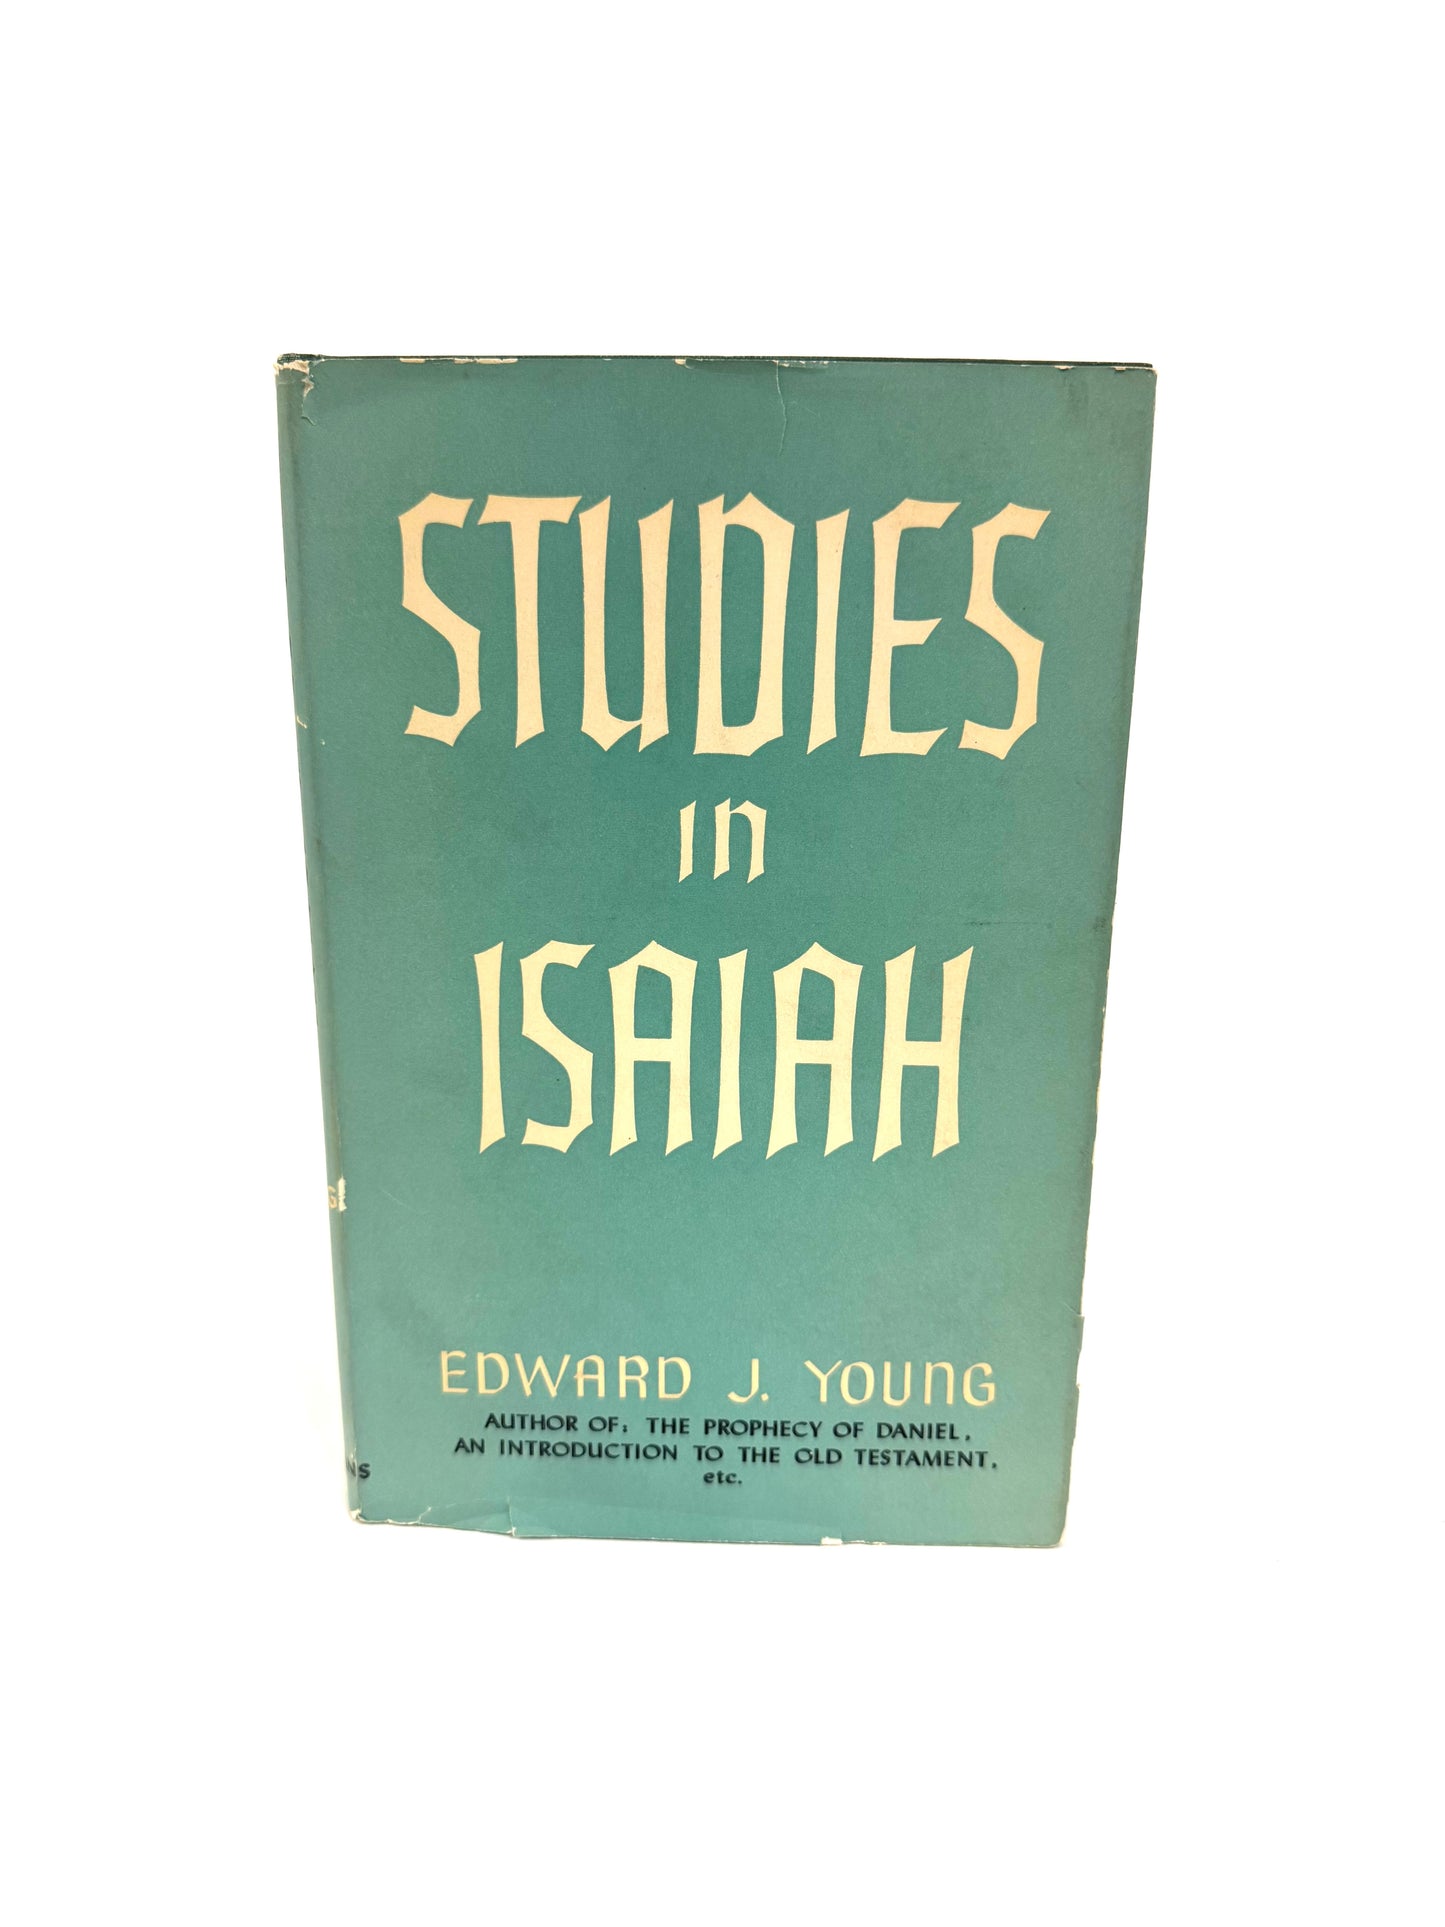 STUDIES
in
ISAIAH
EDWARD J. YOUNG
AUTHOR OF: THE PROPHECY OF DANIEL,
AN INTRODUCTION TO THE OLD TESTAMENT,
etc.